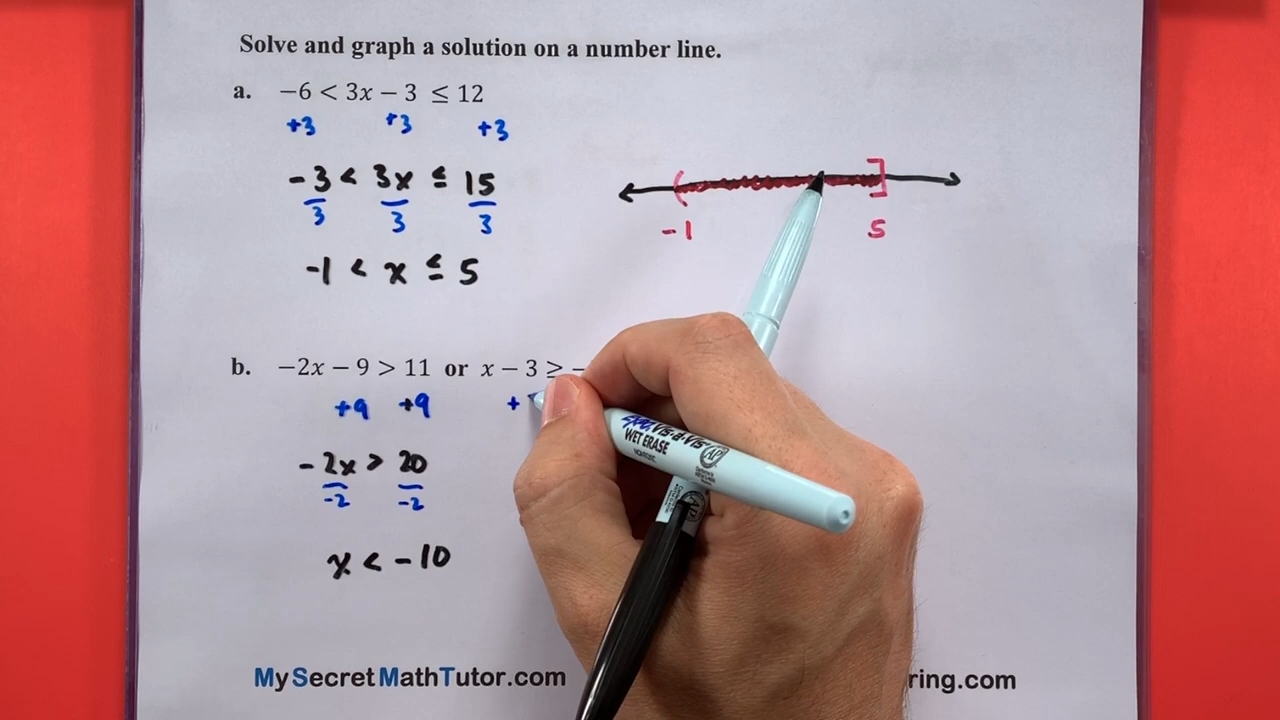 Solve and graph a solution on a number line.
a. −6 < 3x − 3 ≤ 12
+3 +3 +3
-3 < 3x ≤ 15
3 3 3
-1 < x ≤ 5
-1 5
b. −2x − 9 > 11 or x − 3 ≥ −
+9 +9 +
-2x > 20
-2 -2
x < -10
EXPO VIS-A-VIS
WET ERASE
AP
MySecretMathTutor.com
ring.com